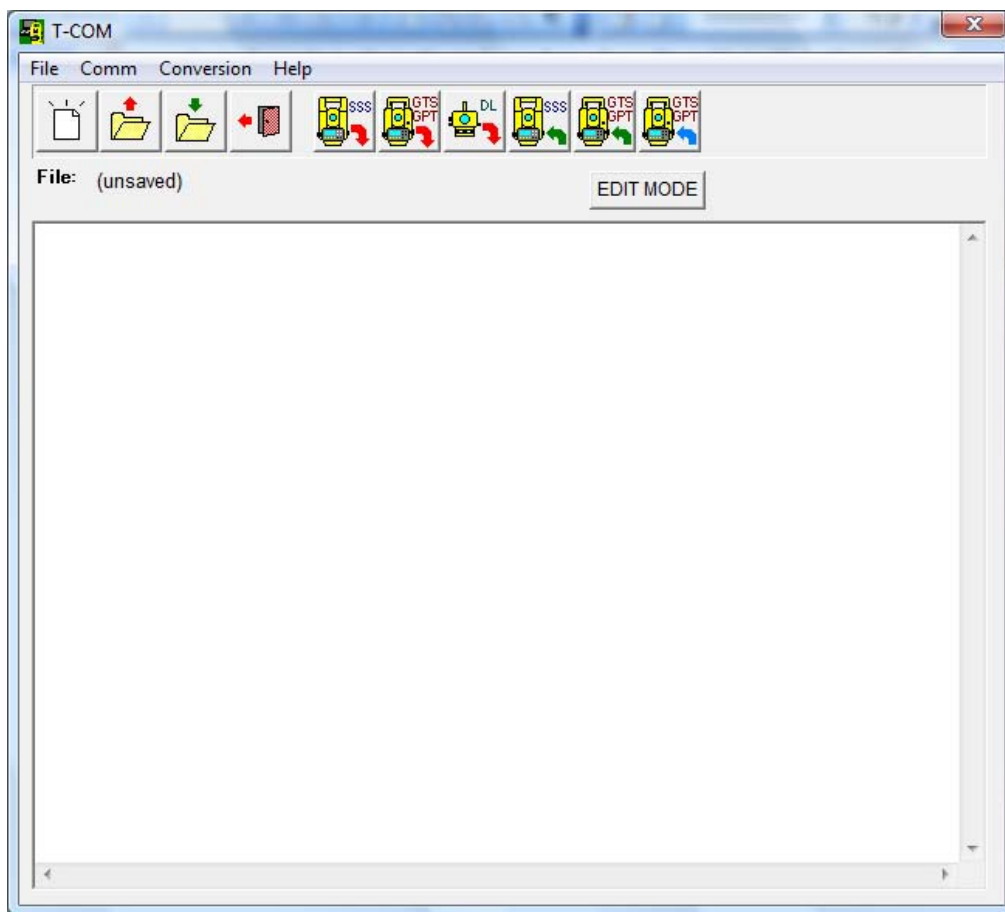 T-COM
File Comm Conversion Help
SSS GTS GPT DL SSS GTS GPT GTS GPT
File: (unsaved)
EDIT MODE